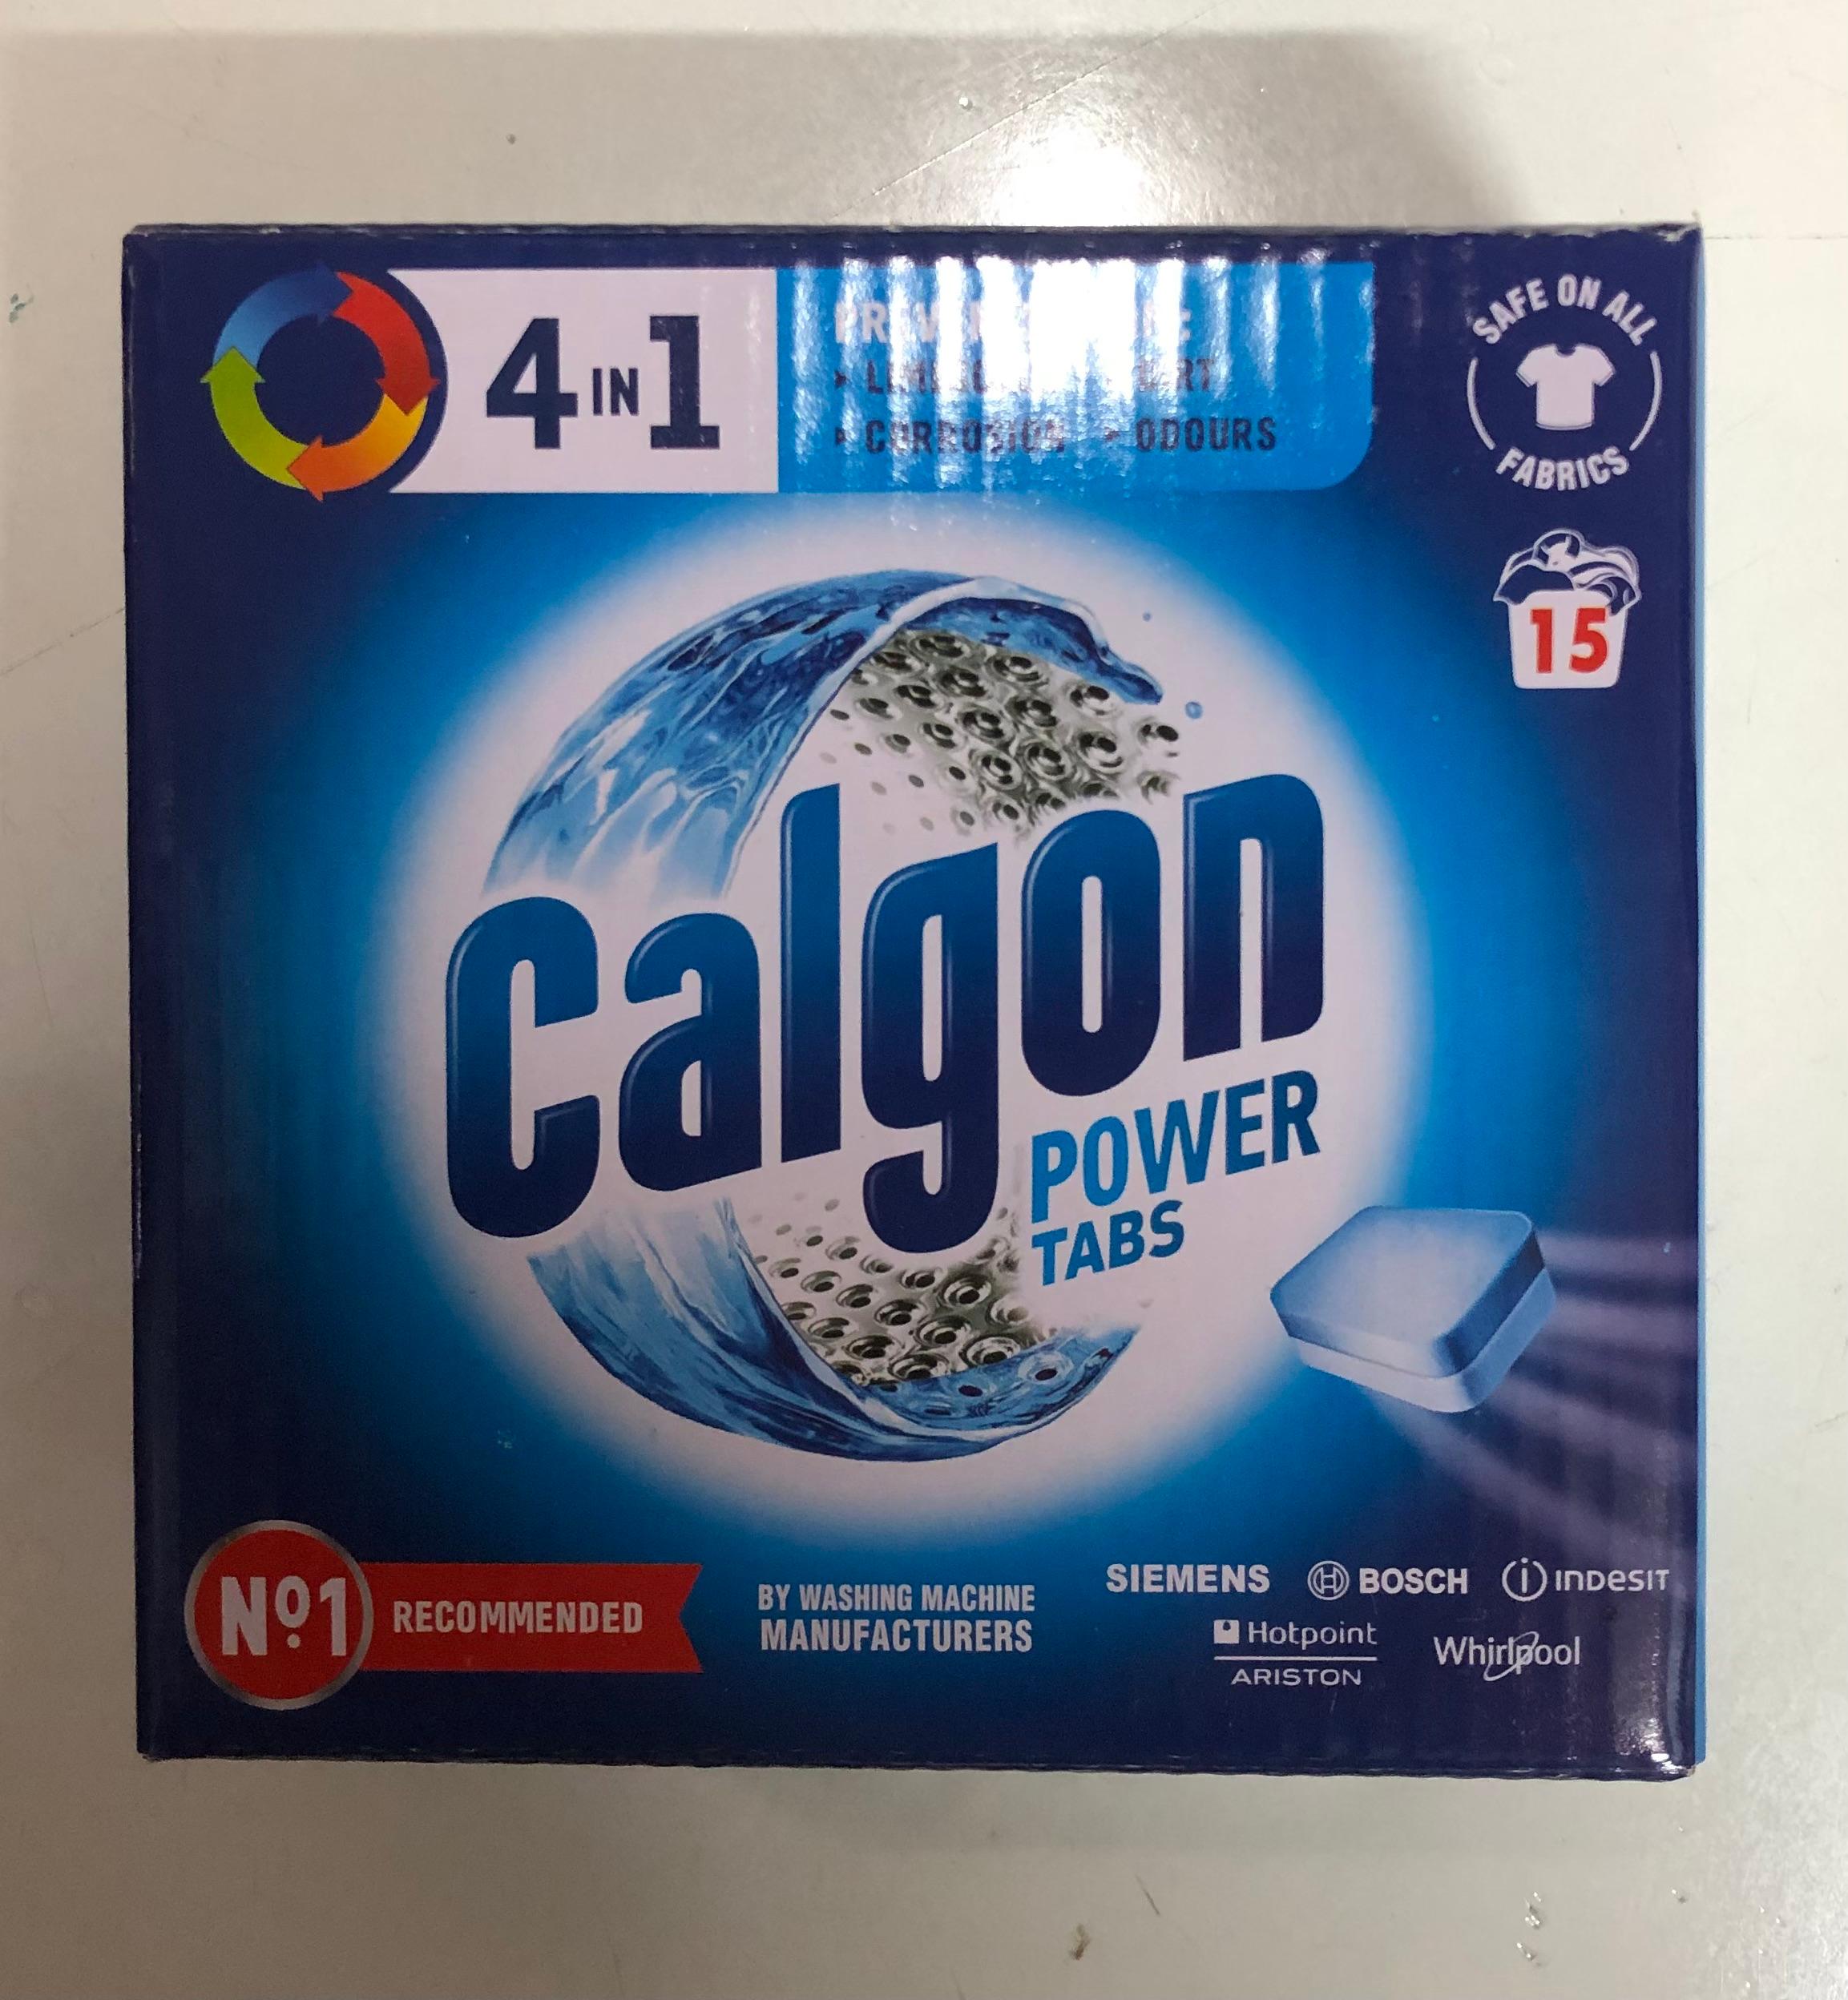 4 IN 1
CORROSION ODOURS
SAFE ON ALL
FABRICS
15
Calgon
POWER
TABS
Nº1 RECOMMENDED
BY WASHING MACHINE
MANUFACTURERS
SIEMENS BOSCH INDESIT
Hotpoint
ARISTON
Whirlpool